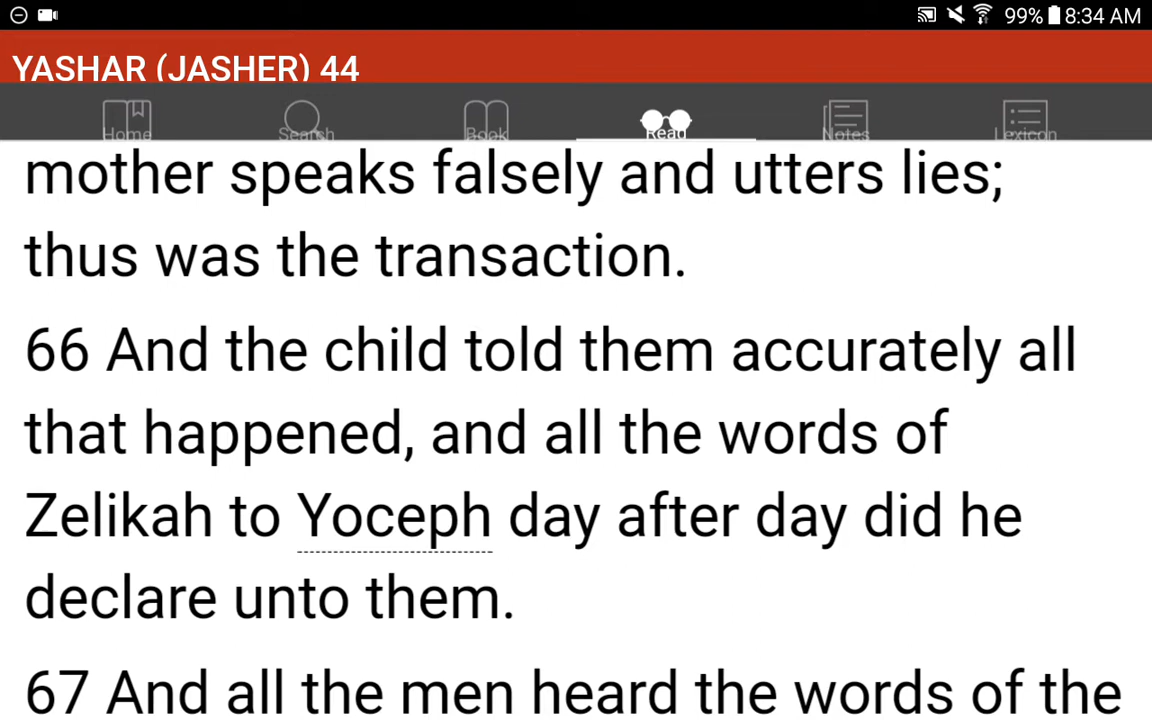 99% 8:34 AM
YASHAR (JASHER) 44
Home Search Book Read Notes Lexicon
mother speaks falsely and utters lies;
thus was the transaction.
66 And the child told them accurately all
that happened, and all the words of
Zelikah to Yoceph day after day did he
declare unto them.
67 And all the men heard the words of the